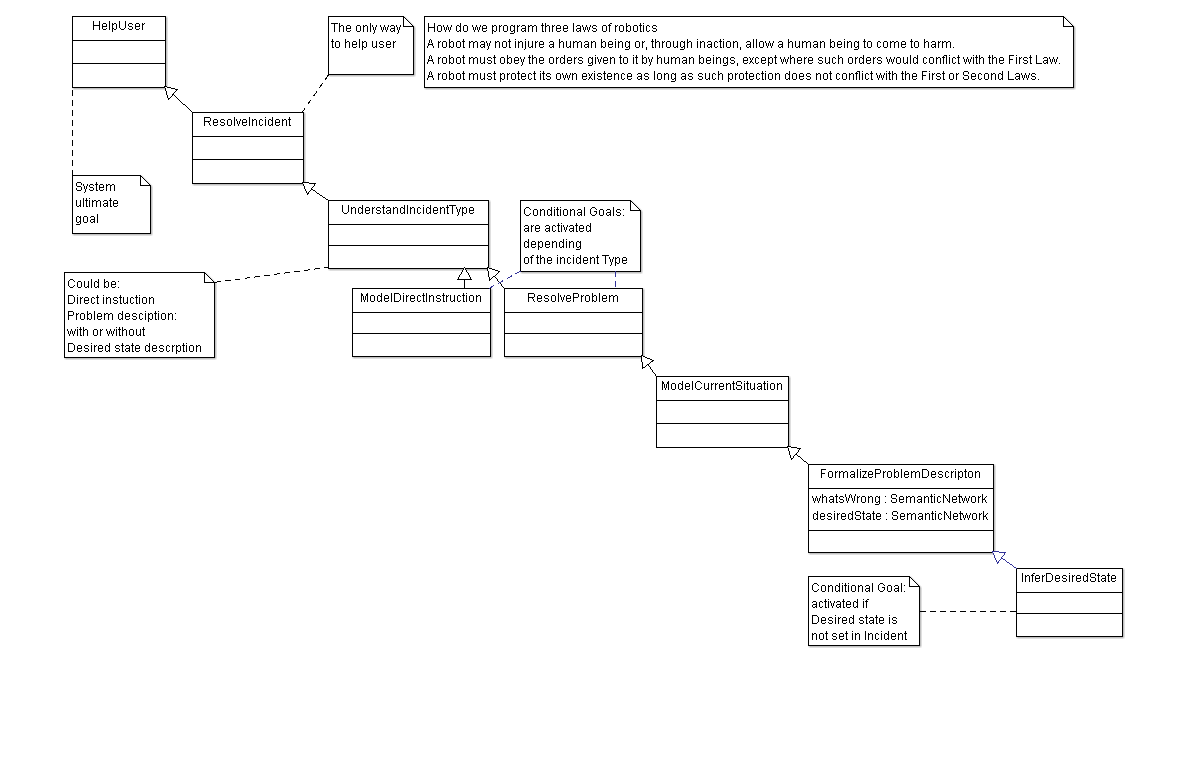 HelpUser
The only way
to help user
How do we program three laws of robotics
A robot may not injure a human being or, through inaction, allow a human being to come to harm.
A robot must obey the orders given to it by human beings, except where such orders would conflict with the First Law.
A robot must protect its own existence as long as such protection does not conflict with the First or Second Laws.
ResolveIncident
System
ultimate
goal
UnderstandIncidentType
Conditional Goals:
are activated
depending
of the incident Type
Could be:
Direct instuction
Problem desciption:
with or without
Desired state descrption
ModelDirectInstruction
ResolveProblem
ModelCurrentSituation
FormalizeProblemDescripton
whatsWrong : SemanticNetwork
desiredState : SemanticNetwork
Conditional Goal:
activated if
Desired state is
not set in Incident
InferDesiredState